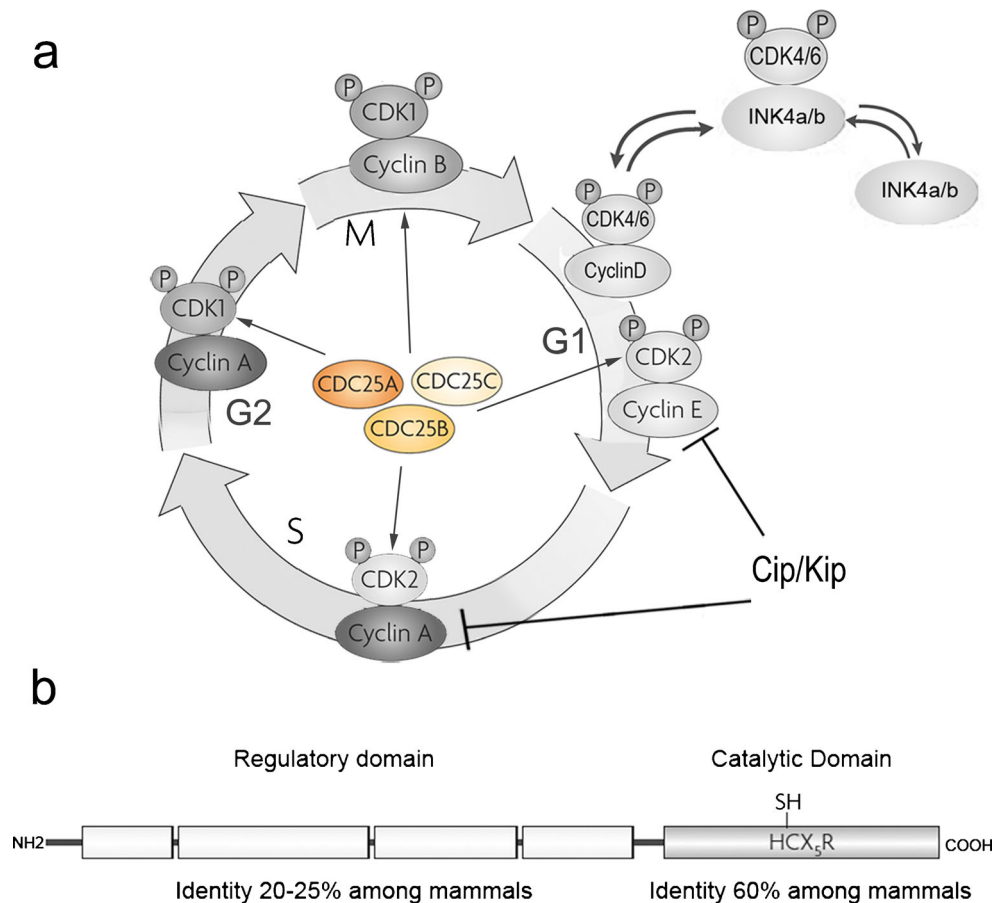 a
P P
CDK4/6
INK4a/b
INK4a/b
P P
CDK1
Cyclin B
M
P P
CDK4/6
CyclinD
P P
CDK1
Cyclin A
G2
G1
P P
CDK2
Cyclin E
CDC25A
CDC25C
CDC25B
S
P P
CDK2
Cyclin A
Cip/Kip
b
Regulatory domain
Catalytic Domain
SH
NH2
HCX5R
COOH
Identity 20-25% among mammals
Identity 60% among mammals